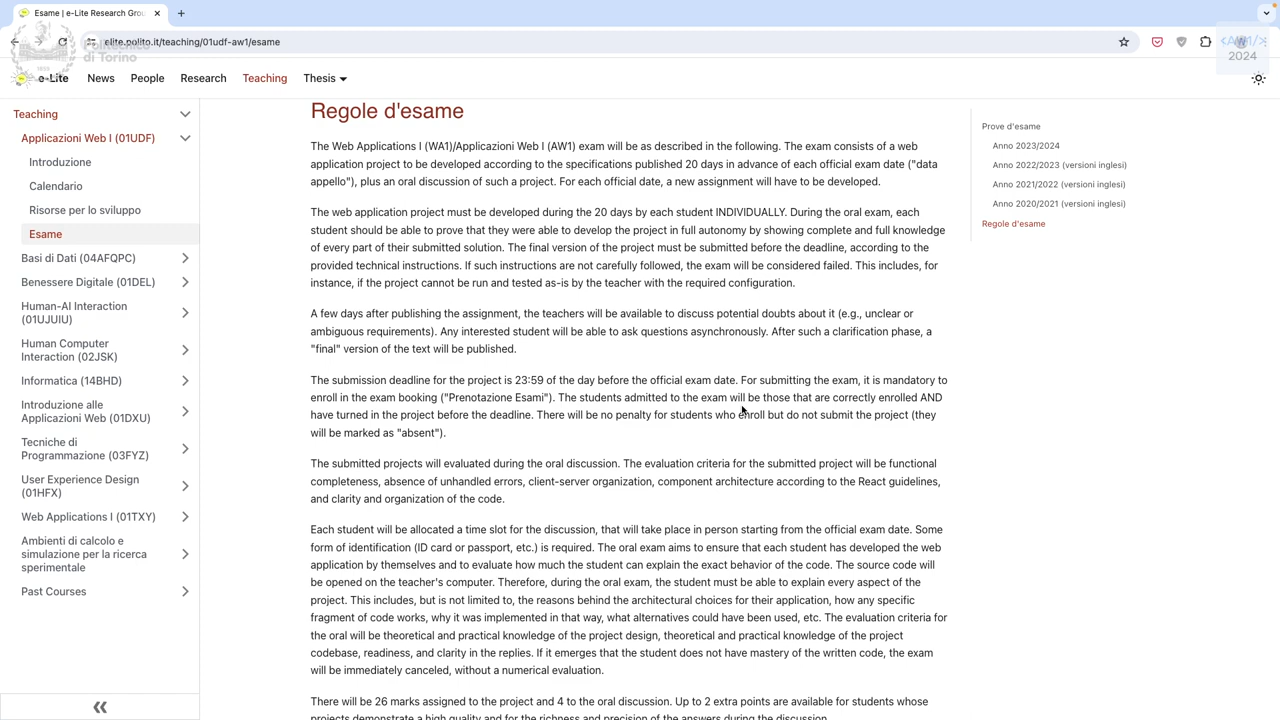 Esame | e-Lite Research Grou
elite.polito.it/teaching/01udf-aw1/esame
Politecnico
di Torino
<AW1/>
2024
e-Lite
News
People
Research
Teaching
Thesis
Teaching
Applicazioni Web I (01UDF)
Introduzione
Calendario
Risorse per lo sviluppo
Esame
Basi di Dati (04AFQPC)
Benessere Digitale (01DEL)
Human-AI Interaction
(01UJUIU)
Human Computer
Interaction (02JSK)
Informatica (14BHD)
Introduzione alle
Applicazioni Web (01DXU)
Tecniche di
Programmazione (03FYZ)
User Experience Design
(01HFX)
Web Applications I (01TXY)
Ambienti di calcolo e
simulazione per la ricerca
sperimentale
Past Courses
Regole d'esame
The Web Applications I (WA1)/Applicazioni Web I (AW1) exam will be as described in the following. The exam consists of a web
application project to be developed according to the specifications published 20 days in advance of each official exam date ("data
appello"), plus an oral discussion of such a project. For each official date, a new assignment will have to be developed.
The web application project must be developed during the 20 days by each student INDIVIDUALLY. During the oral exam, each
student should be able to prove that they were able to develop the project in full autonomy by showing complete and full knowledge
of every part of their submitted solution. The final version of the project must be submitted before the deadline, according to the
provided technical instructions. If such instructions are not carefully followed, the exam will be considered failed. This includes, for
instance, if the project cannot be run and tested as-is by the teacher with the required configuration.
A few days after publishing the assignment, the teachers will be available to discuss potential doubts about it (e.g., unclear or
ambiguous requirements). Any interested student will be able to ask questions asynchronously. After such a clarification phase, a
"final" version of the text will be published.
The submission deadline for the project is 23:59 of the day before the official exam date. For submitting the exam, it is mandatory to
enroll in the exam booking ("Prenotazione Esami"). The students admitted to the exam will be those that are correctly enrolled AND
have turned in the project before the deadline. There will be no penalty for students who enroll but do not submit the project (they
will be marked as "absent").
The submitted projects will evaluated during the oral discussion. The evaluation criteria for the submitted project will be functional
completeness, absence of unhandled errors, client-server organization, component architecture according to the React guidelines,
and clarity and organization of the code.
Each student will be allocated a time slot for the discussion, that will take place in person starting from the official exam date. Some
form of identification (ID card or passport, etc.) is required. The oral exam aims to ensure that each student has developed the web
application by themselves and to evaluate how much the student can explain the exact behavior of the code. The source code will
be opened on the teacher's computer. Therefore, during the oral exam, the student must be able to explain every aspect of the
project. This includes, but is not limited to, the reasons behind the architectural choices for their application, how any specific
fragment of code works, why it was implemented in that way, what alternatives could have been used, etc. The evaluation criteria for
the oral will be theoretical and practical knowledge of the project design, theoretical and practical knowledge of the project
codebase, readiness, and clarity in the replies. If it emerges that the student does not have mastery of the written code, the exam
will be immediately canceled, without a numerical evaluation.
There will be 26 marks assigned to the project and 4 to the oral discussion. Up to 2 extra points are available for students whose
projects demonstrate a high quality and for the richness and precision of the answers during the discussion.
Prove d'esame
Anno 2023/2024
Anno 2022/2023 (versioni inglesi)
Anno 2021/2022 (versioni inglesi)
Anno 2020/2021 (versioni inglesi)
Regole d'esame